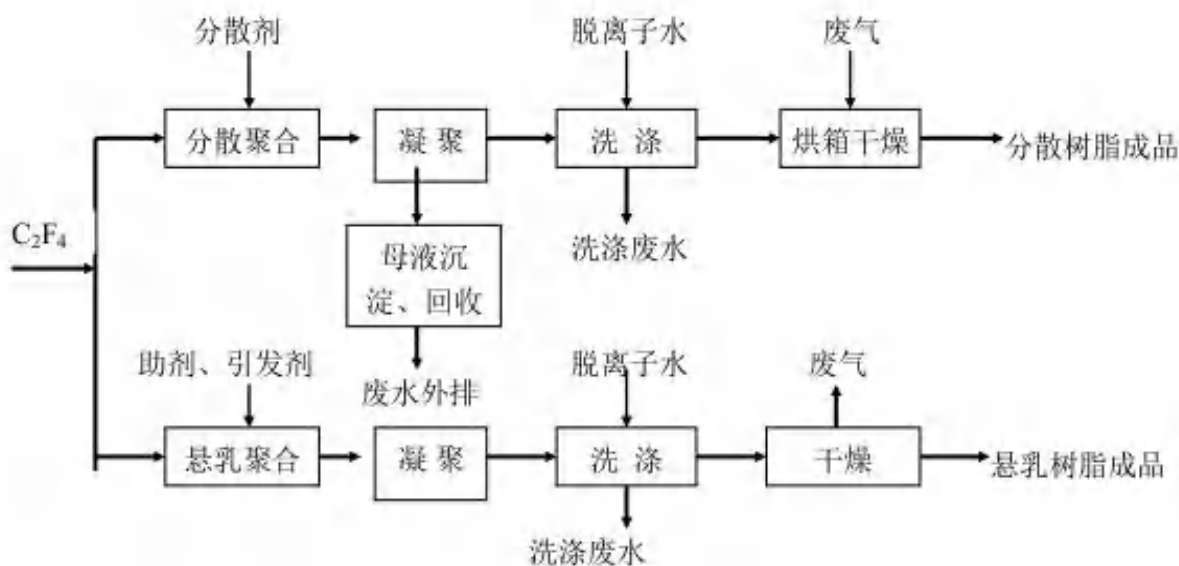 分散剂
脱离子水
废气
分散聚合
凝聚
洗涤
烘箱干燥
分散树脂成品
C₂F₄
母液沉
淀、回收
洗涤废水
助剂、引发剂
废水外排
脱离子水
废气
悬乳聚合
凝聚
洗涤
干燥
悬乳树脂成品
洗涤废水